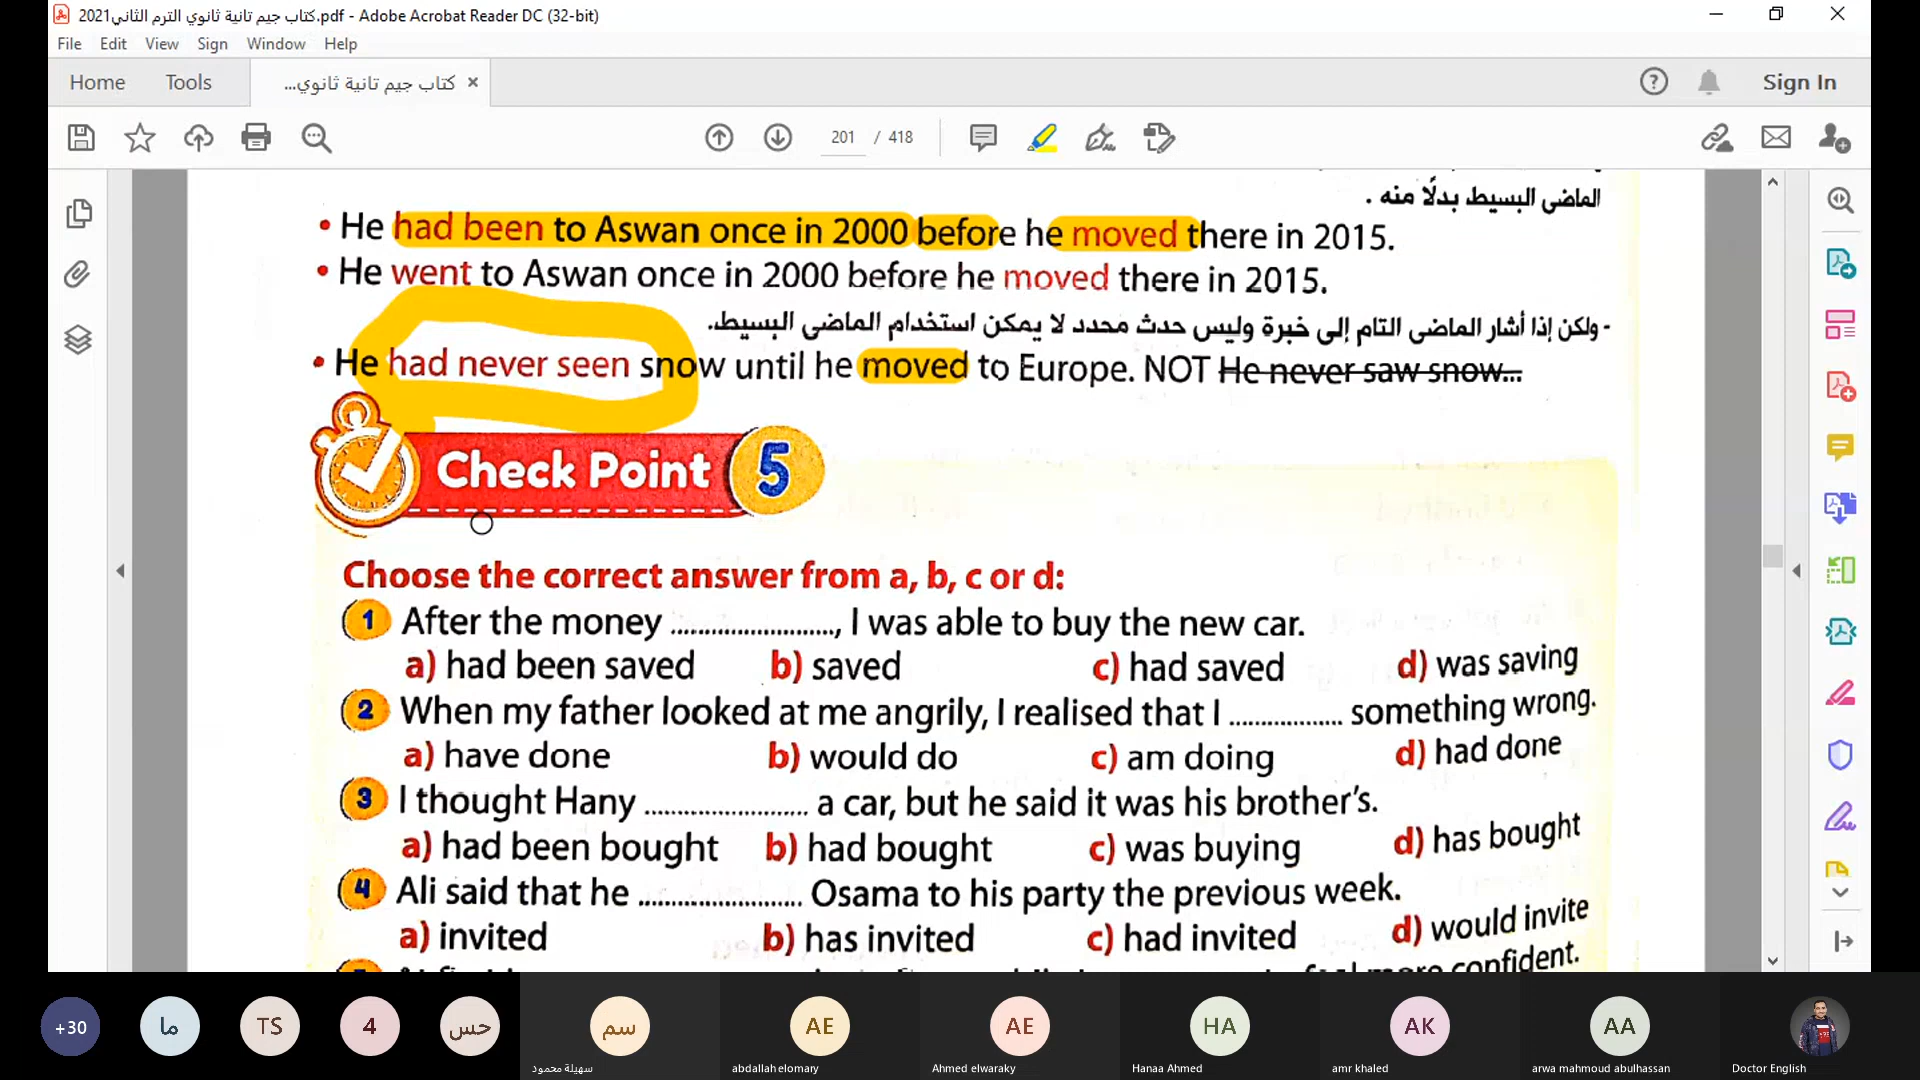 كتاب جيم تانية ثانوي الترم الثاني2021.pdf - Adobe Acrobat Reader DC (32-bit)
File Edit View Sign Window Help
Home Tools كتاب جيم تانية ثانوي... × Sign In
201 / 418
الماضى البسيط بدلًا منه .
• He had been to Aswan once in 2000 before he moved there in 2015.
• He went to Aswan once in 2000 before he moved there in 2015.
- ولكن إذا أشار الماضى التام إلى خبرة وليس حدث محدد لا يمكن استخدام الماضى البسيط.
• He had never seen snow until he moved to Europe. NOT He never saw snow...
Check Point 5
Choose the correct answer from a, b, c or d:
1 After the money ........................, I was able to buy the new car.
a) had been saved b) saved c) had saved d) was saving
2 When my father looked at me angrily, I realised that I ................. something wrong.
a) have done b) would do c) am doing d) had done
3 I thought Hany ........................ a car, but he said it was his brother's.
a) had been bought b) had bought c) was buying d) has bought
4 Ali said that he ........................ Osama to his party the previous week.
a) invited b) has invited c) had invited d) would invite
more confident.
+30 ما TS 4 حس سم AE AE HA AK AA
سهيلة محمود abdallah elomary Ahmed elwaraky Hanaa Ahmed amr khaled arwa mahmoud abulhassan Doctor English